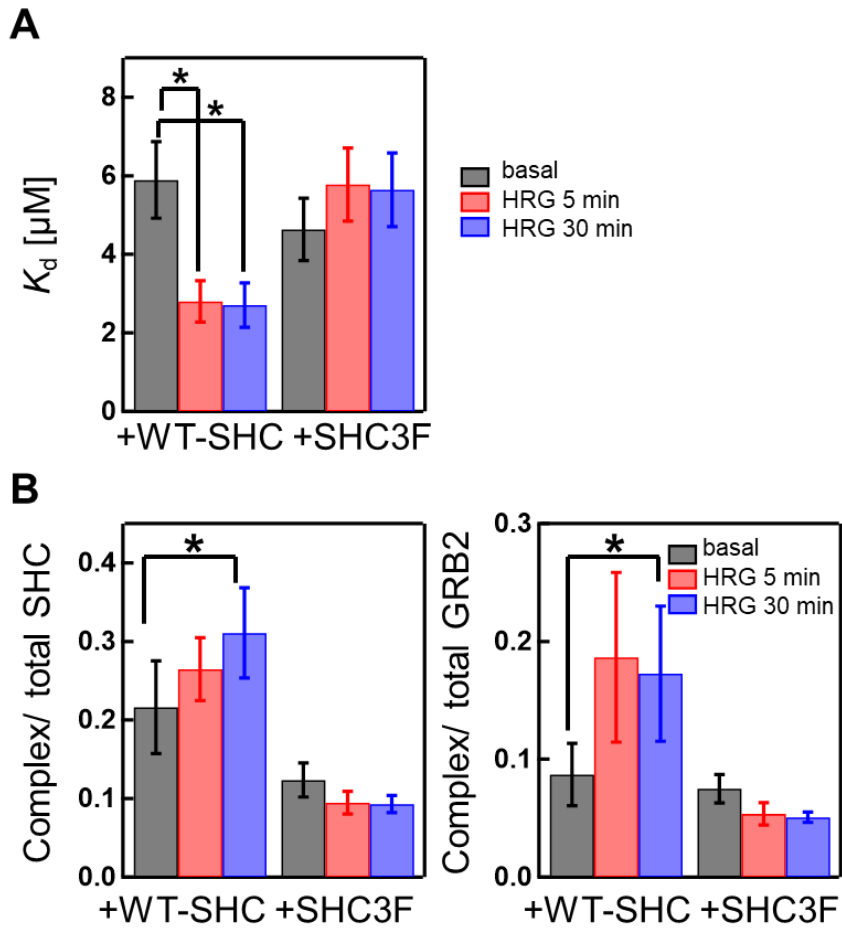 A
8
6
4
2
0
K_d [µM]
*
*
basal
HRG 5 min
HRG 30 min
+WT-SHC +SHC3F
B
0.4
0.3
0.2
0.1
0.0
Complex/ total SHC
*
+WT-SHC +SHC3F
0.3
0.2
0.1
0.0
Complex/ total GRB2
*
basal
HRG 5 min
HRG 30 min
+WT-SHC +SHC3F